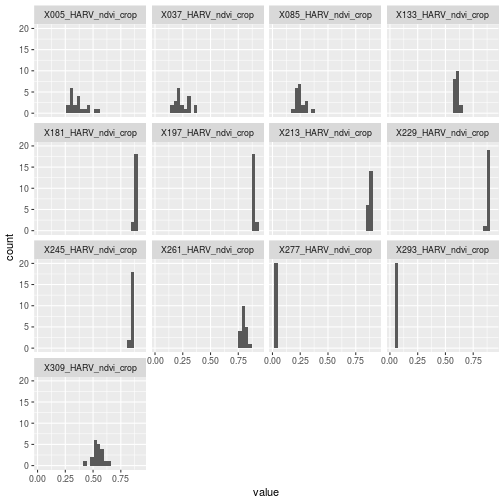 X005_HARV_ndvi_crop X037_HARV_ndvi_crop X085_HARV_ndvi_crop X133_HARV_ndvi_crop
20
15
10
5
0
X181_HARV_ndvi_crop X197_HARV_ndvi_crop X213_HARV_ndvi_crop X229_HARV_ndvi_crop
20
15
10
5
0
count
X245_HARV_ndvi_crop X261_HARV_ndvi_crop X277_HARV_ndvi_crop X293_HARV_ndvi_crop
20
15
10
5
0
0.00 0.25 0.50 0.75 0.00 0.25 0.50 0.75 0.00 0.25 0.50 0.75
X309_HARV_ndvi_crop
20
15
10
5
0
0.00 0.25 0.50 0.75
value